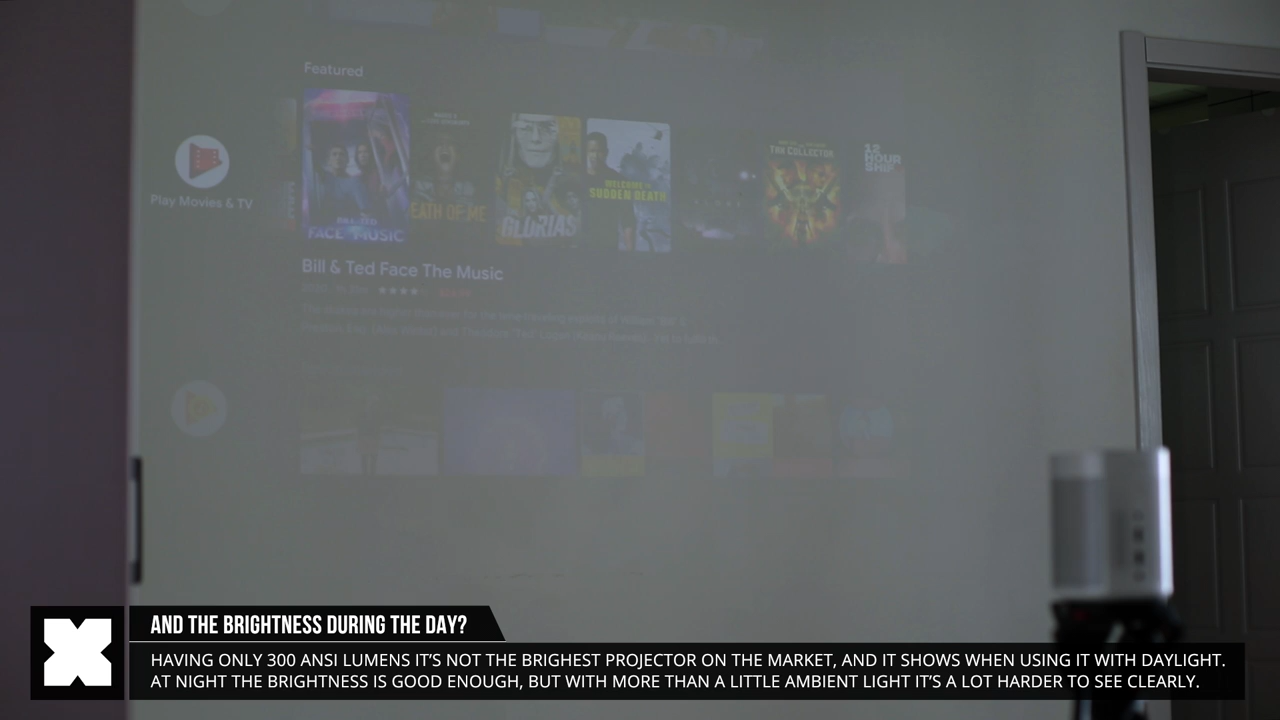 Featured
Play Movies & TV
FACE MUSIC
EATH OF ME
GLORIAS
WELCOME TO
SUDDEN DEATH
THE COLLECTOR
12
HOUR
SHIFT
Bill & Ted Face The Music
AND THE BRIGHTNESS DURING THE DAY?
HAVING ONLY 300 ANSI LUMENS IT'S NOT THE BRIGHEST PROJECTOR ON THE MARKET, AND IT SHOWS WHEN USING IT WITH DAYLIGHT.
AT NIGHT THE BRIGHTNESS IS GOOD ENOUGH, BUT WITH MORE THAN A LITTLE AMBIENT LIGHT IT'S A LOT HARDER TO SEE CLEARLY.